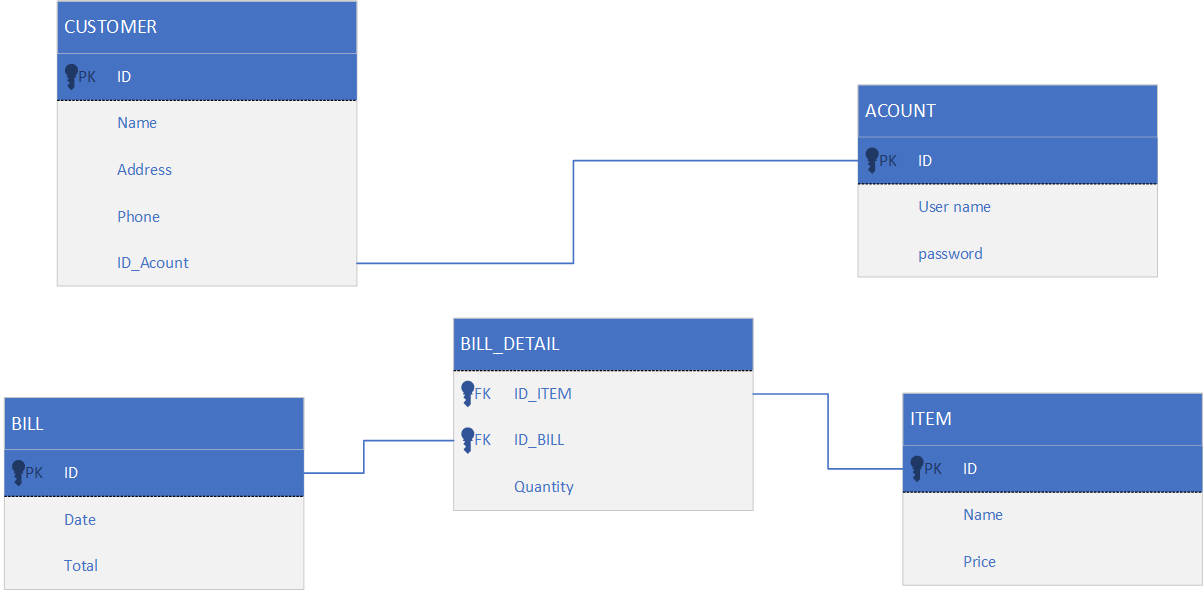 CUSTOMER
PK ID
Name
Address
Phone
ID_Acount
ACOUNT
PK ID
User name
password
BILL_DETAIL
FK ID_ITEM
FK ID_BILL
Quantity
BILL
PK ID
Date
Total
ITEM
PK ID
Name
Price